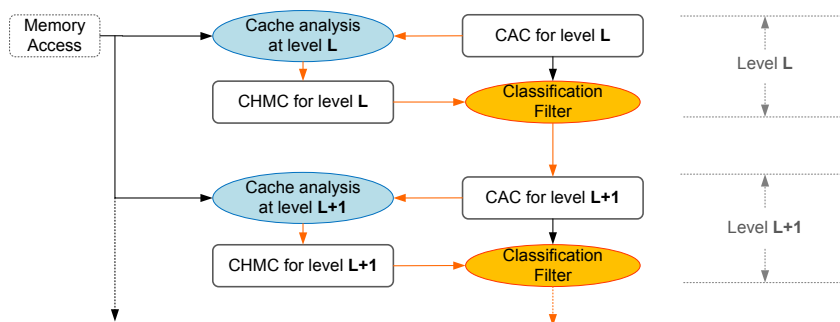 Memory
Access
Cache analysis
at level L
CAC for level L
CHMC for level L
Classification
Filter
Level L
Cache analysis
at level L+1
CAC for level L+1
CHMC for level L+1
Classification
Filter
Level L+1